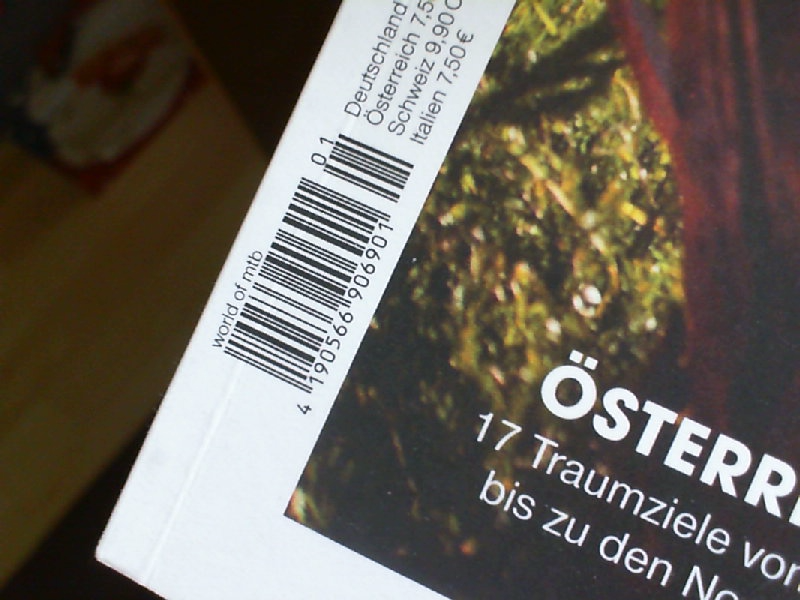 Deutschland
Österreich 7,5
Schweiz 9,90
Italien 7,50 €
01
world of mtb
4 190566 906901
ÖSTERR
17 Traumziele von
bis zu den